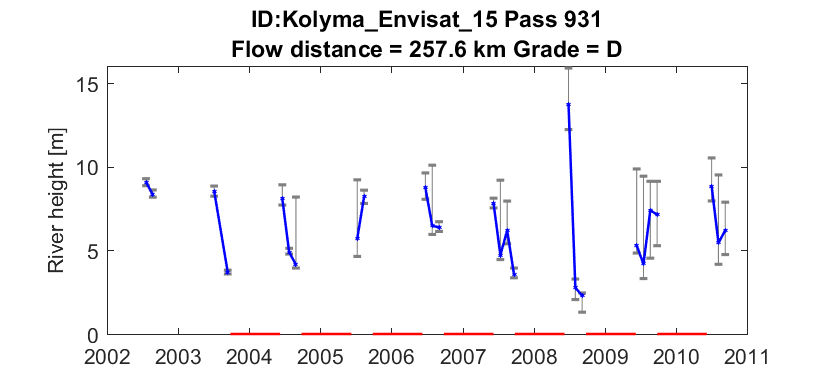 ID:Kolyma_Envisat_15 Pass 931
Flow distance = 257.6 km Grade = D
River height [m]
15
10
5
0
2002 2003 2004 2005 2006 2007 2008 2009 2010 2011